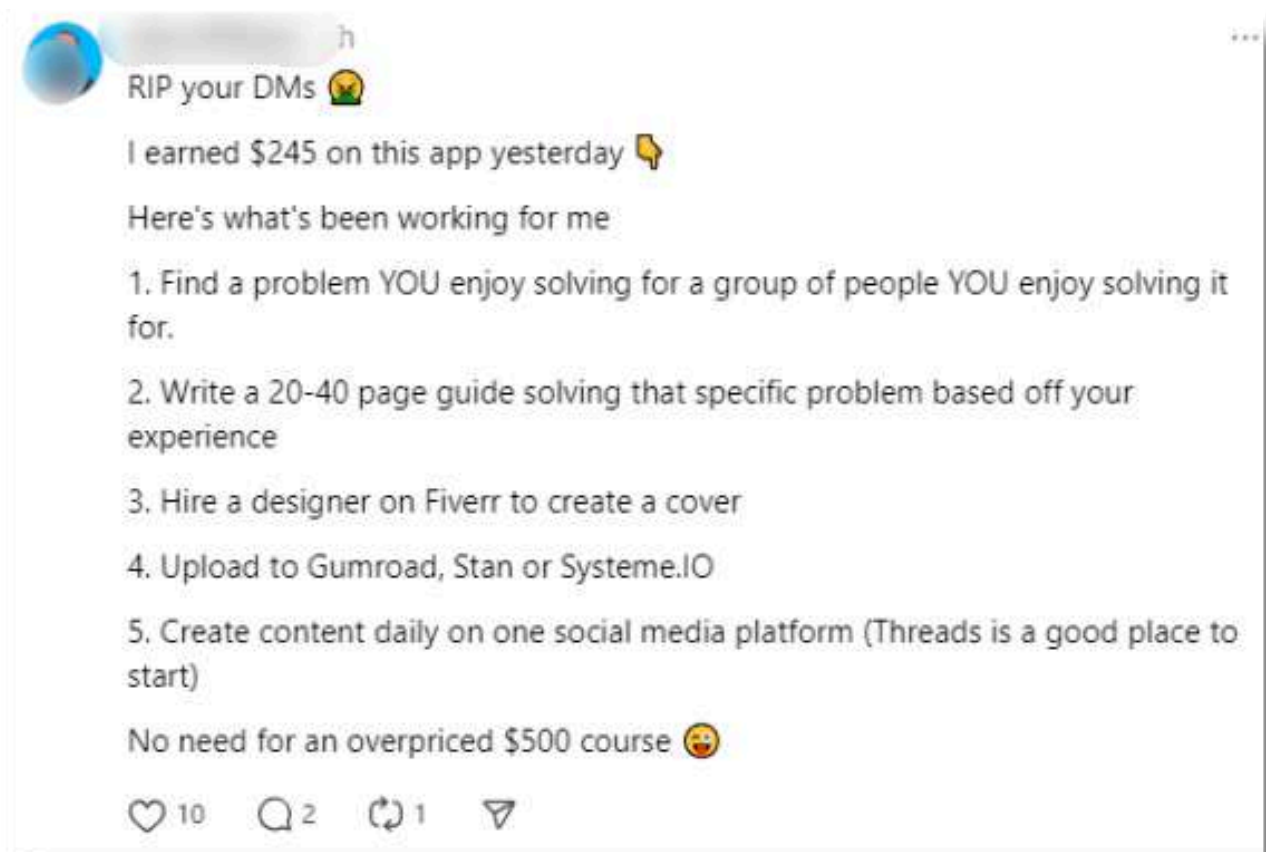 h
RIP your DMs 🤮
I earned $245 on this app yesterday 👇
Here's what's been working for me
1. Find a problem YOU enjoy solving for a group of people YOU enjoy solving it
for.
2. Write a 20-40 page guide solving that specific problem based off your
experience
3. Hire a designer on Fiverr to create a cover
4. Upload to Gumroad, Stan or Systeme.IO
5. Create content daily on one social media platform (Threads is a good place to
start)
No need for an overpriced $500 course 😜
10 2 1